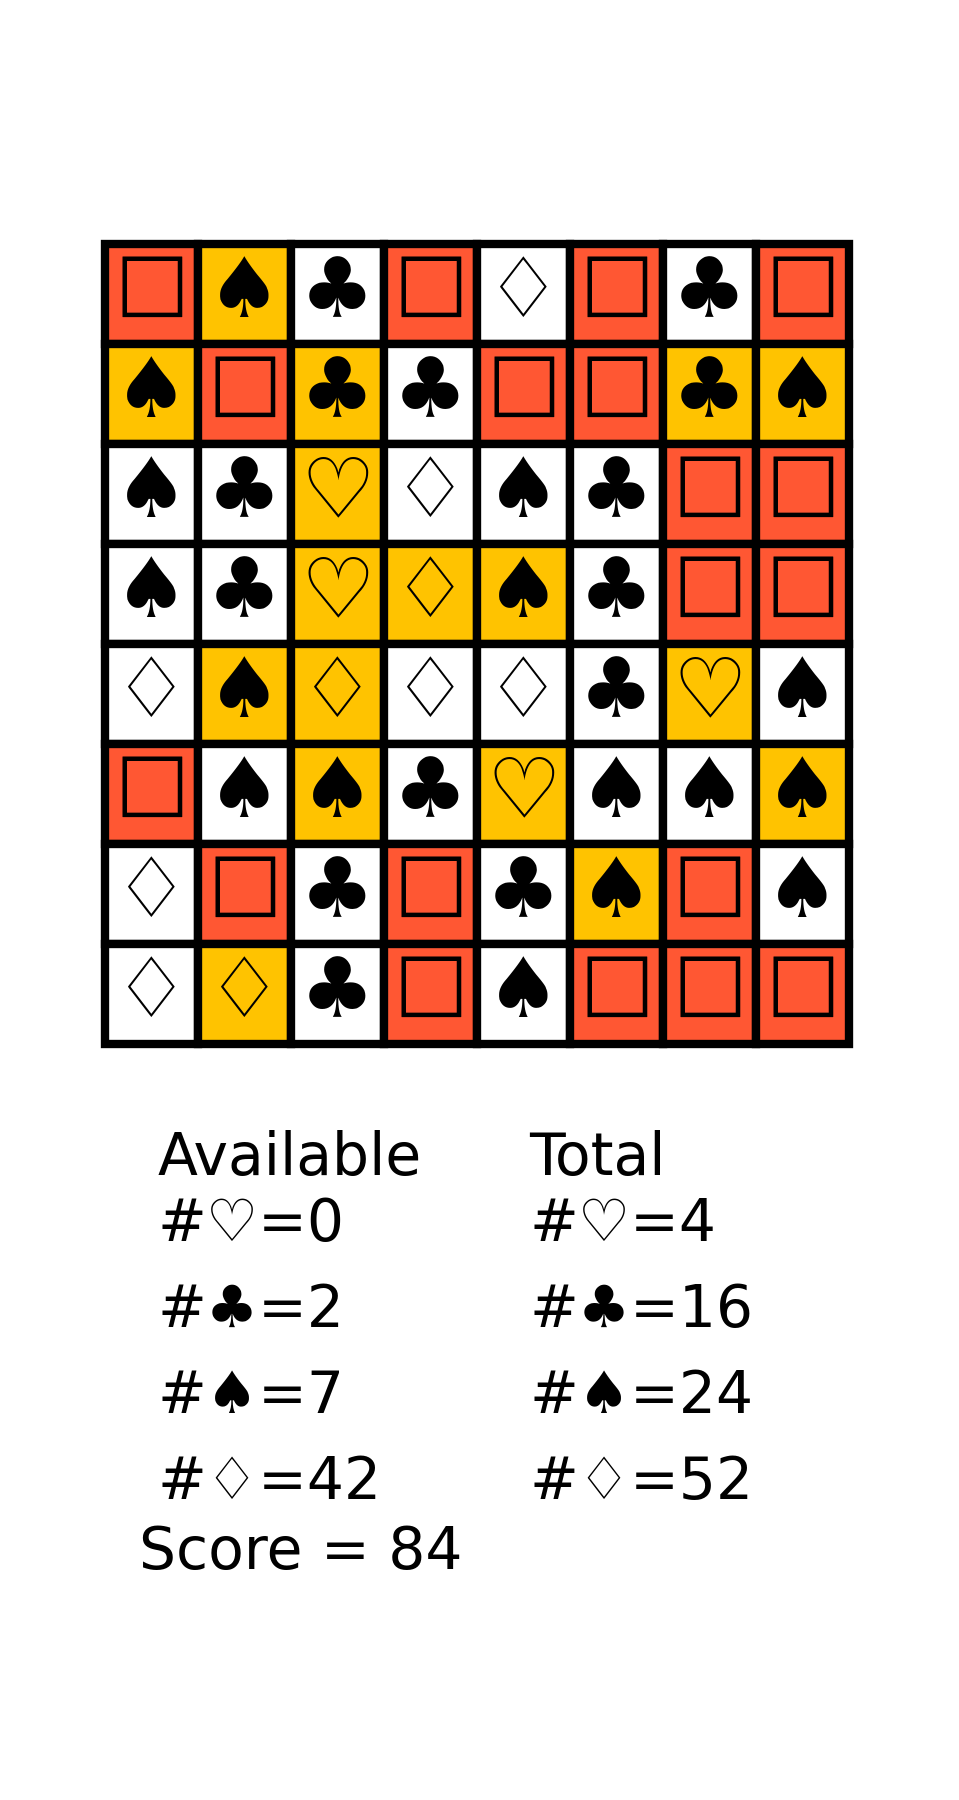 □ ♠ ♣ □ ♢ □ ♣ □
♠ □ ♣ ♣ □ □ ♣ ♠
♠ ♣ ♡ ♢ ♠ ♣ □ □
♠ ♣ ♡ ♢ ♠ ♣ □ □
♢ ♠ ♢ ♢ ♢ ♣ ♡ ♠
□ ♠ ♠ ♣ ♡ ♠ ♠ ♠
♢ □ ♣ □ ♣ ♠ □ ♠
♢ ♢ ♣ □ ♠ □ □ □
Available Total
#♡=0 #♡=4
#♣=2 #♣=16
#♠=7 #♠=24
#♢=42 #♢=52
Score = 84